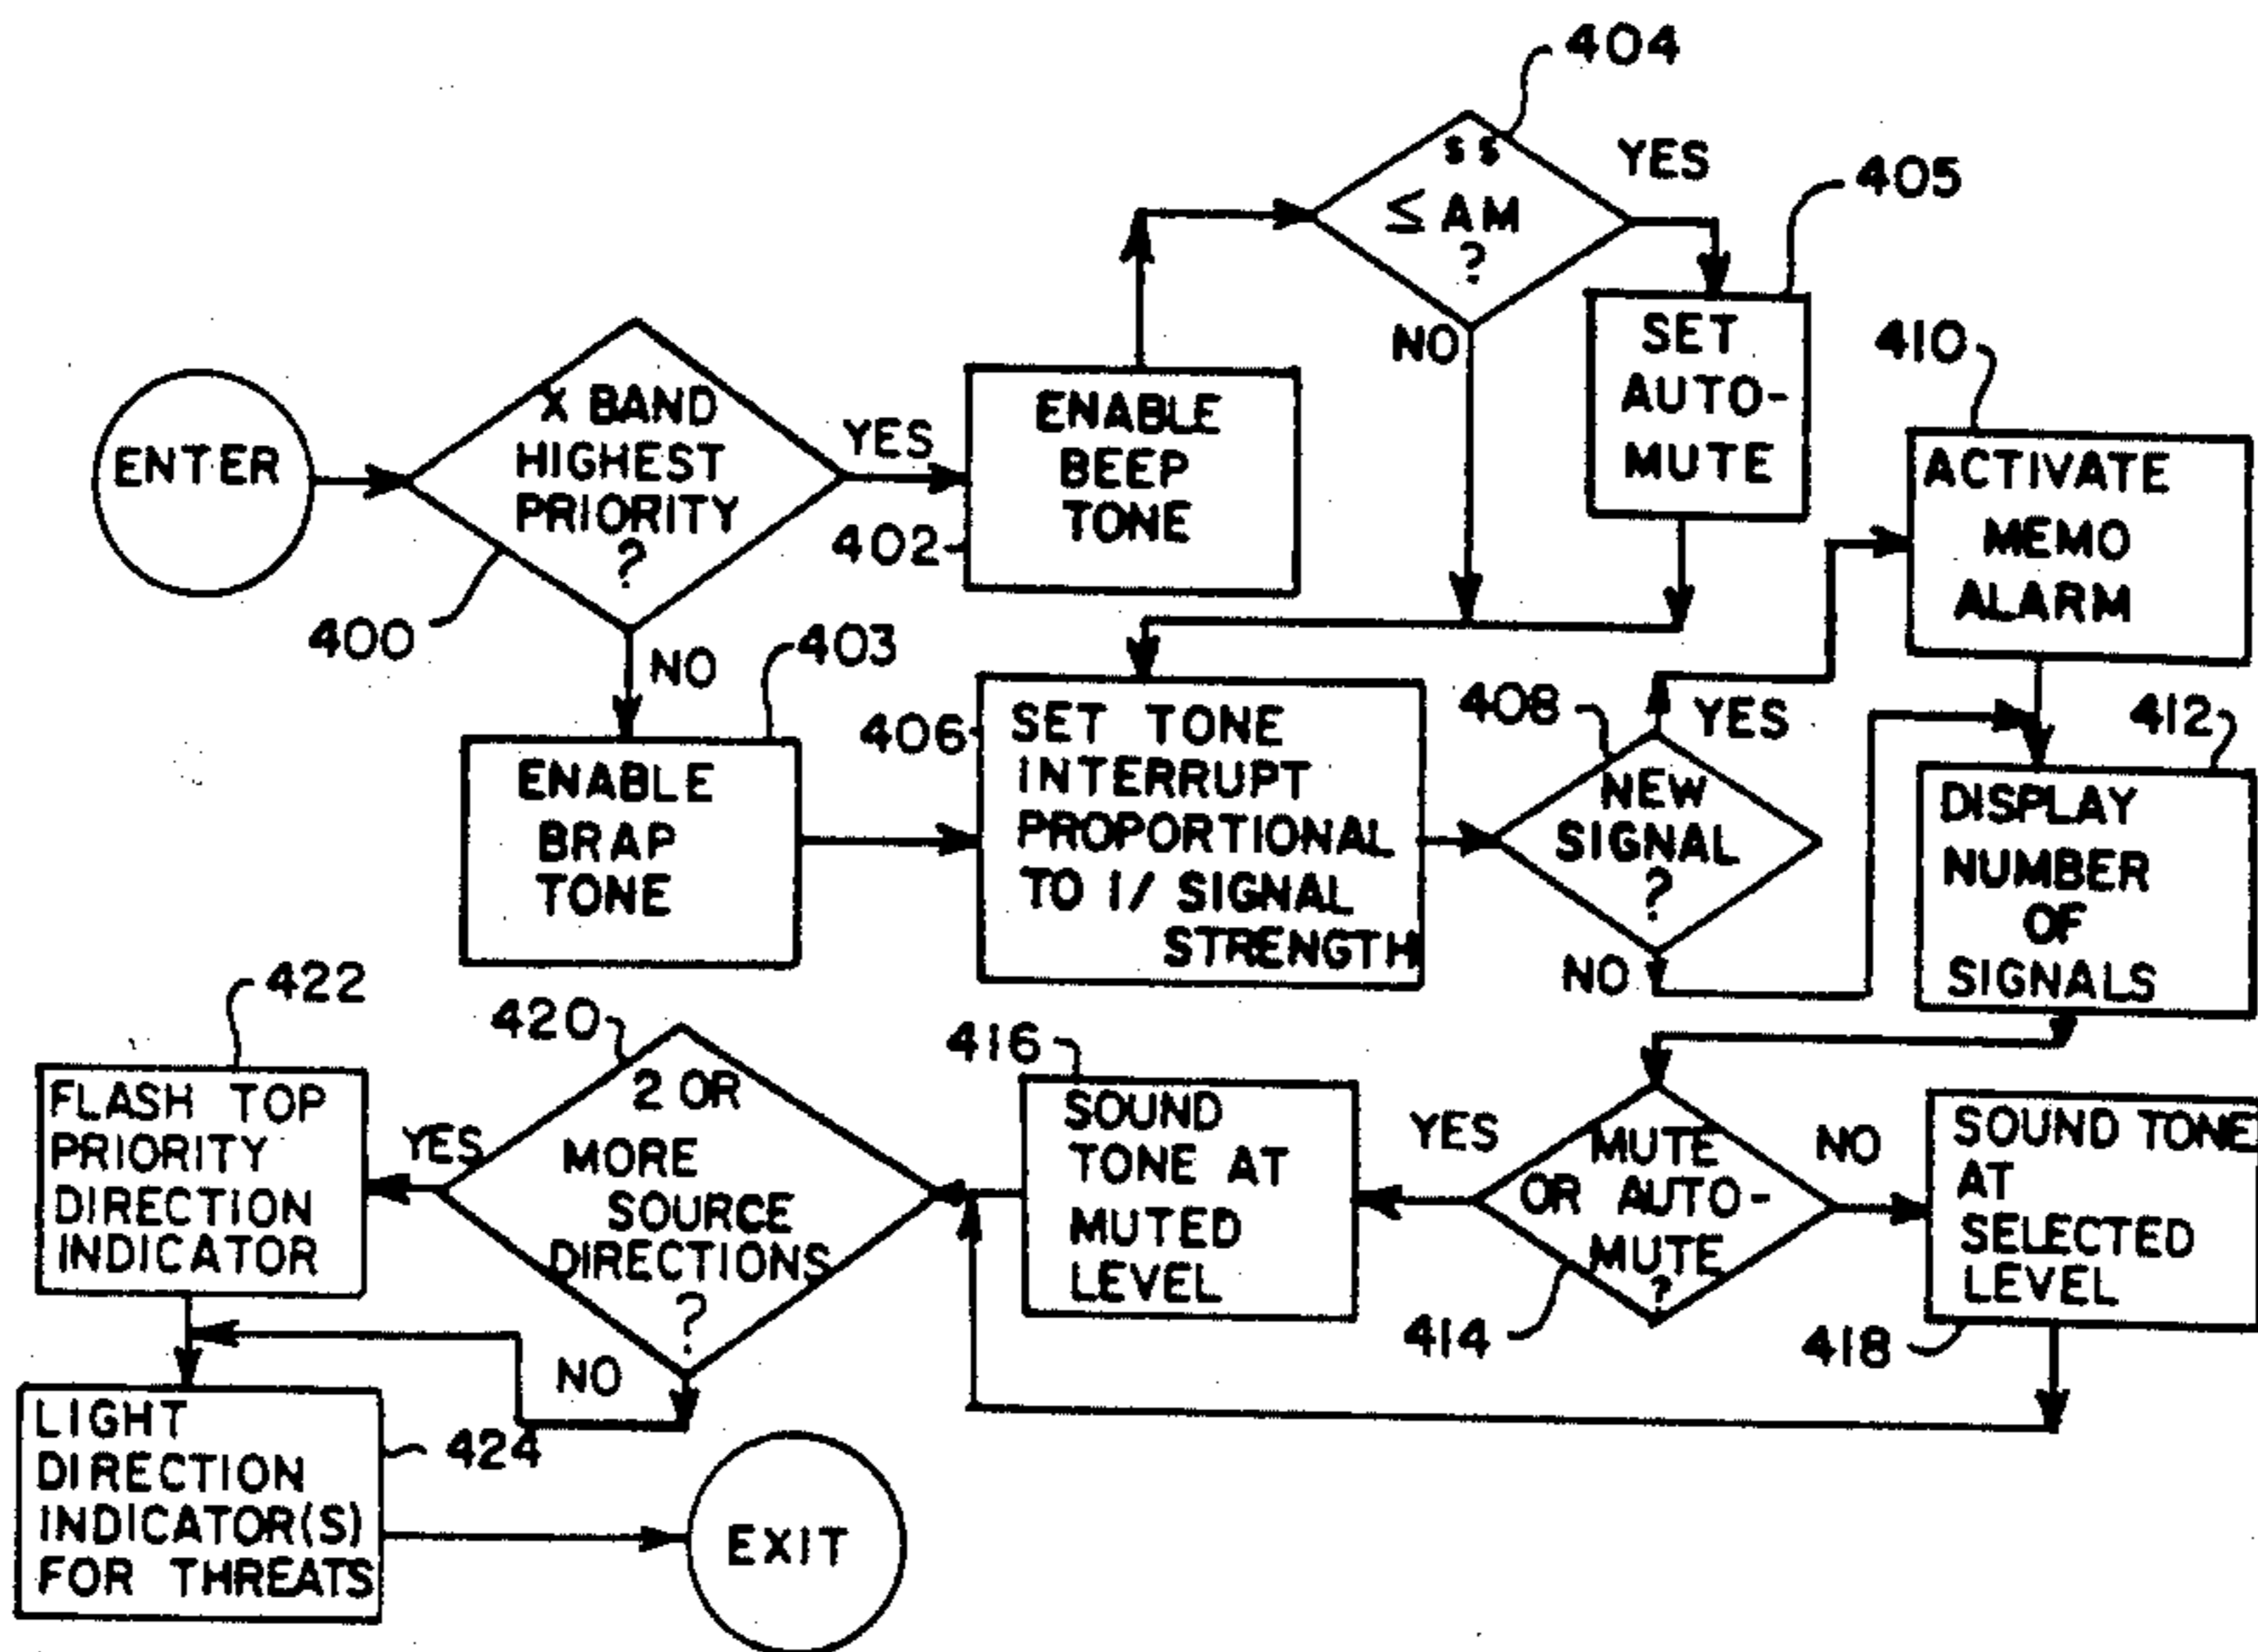 404
SS
≤ AM
?
YES
405
NO
SET
AUTO-
MUTE
410
ACTIVATE
MEMO
ALARM
ENTER
X BAND
HIGHEST
PRIORITY
?
YES
400
NO
402
ENABLE
BEEP
TONE
403
ENABLE
BRAP
TONE
406
SET TONE
INTERRUPT
PROPORTIONAL
TO 1/ SIGNAL
STRENGTH
408
YES
NEW
SIGNAL
?
NO
412
DISPLAY
NUMBER
OF
SIGNALS
422
FLASH TOP
PRIORITY
DIRECTION
INDICATOR
420
2 OR
MORE
SOURCE
DIRECTIONS
?
YES
NO
416
SOUND
TONE AT
MUTED
LEVEL
YES
MUTE
OR AUTO-
MUTE
?
414
NO
SOUND TONE
AT
SELECTED
LEVEL
418
LIGHT
DIRECTION
INDICATOR(S)
FOR THREATS
424
EXIT